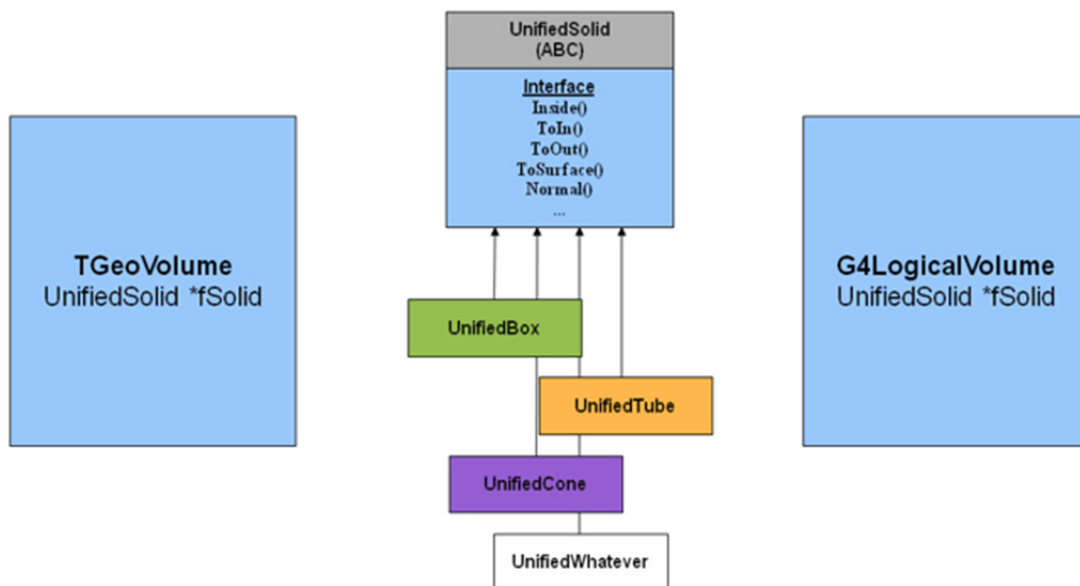 UnifiedSolid
(ABC)
Interface
Inside()
ToIn()
ToOut()
ToSurface()
Normal()
...
TGeoVolume
UnifiedSolid *fSolid
G4LogicalVolume
UnifiedSolid *fSolid
UnifiedBox
UnifiedTube
UnifiedCone
UnifiedWhatever